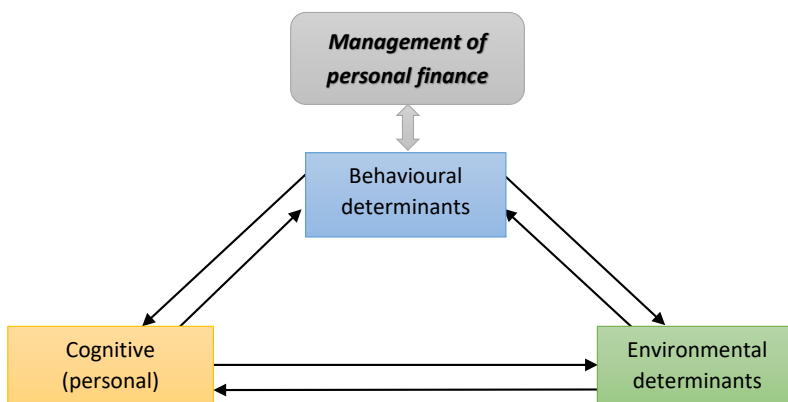 Management of
personal finance
Behavioural
determinants
Cognitive
(personal)
Environmental
determinants